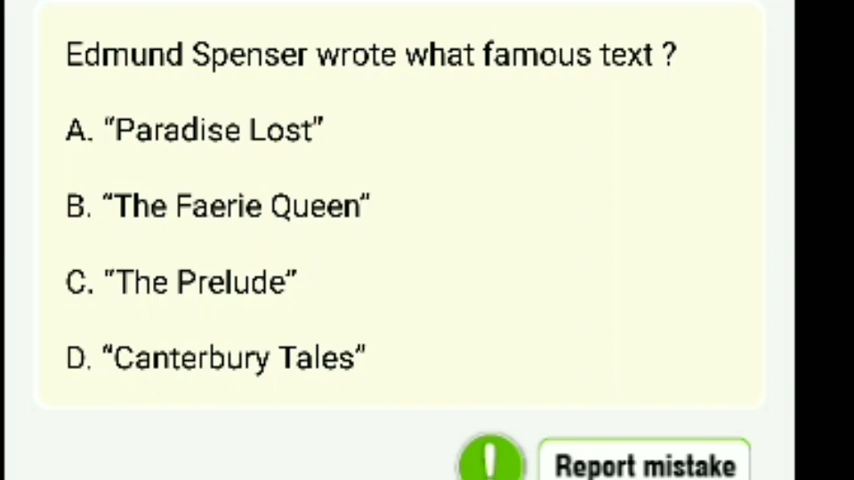 Edmund Spenser wrote what famous text ?
A. “Paradise Lost”
B. “The Faerie Queen”
C. “The Prelude”
D. “Canterbury Tales”
! Report mistake